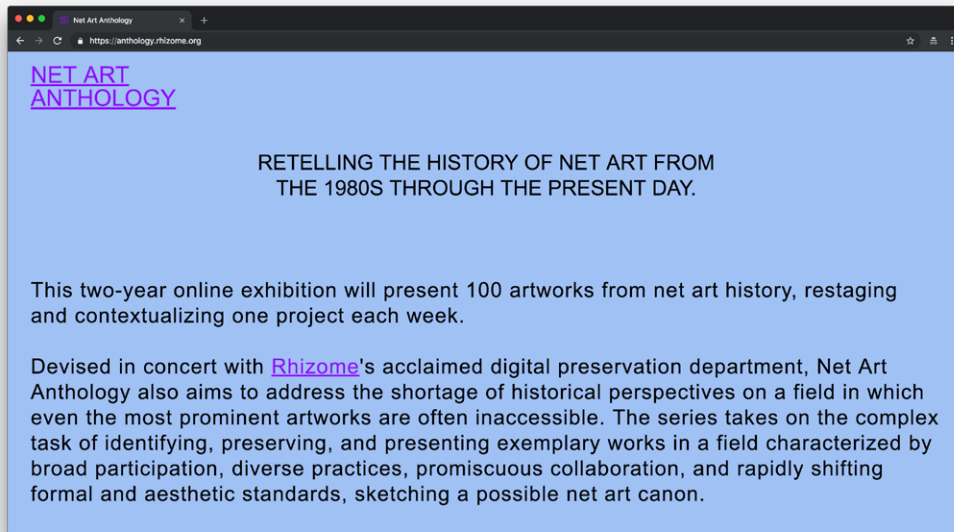 Net Art Anthology
https://anthology.rhizome.org
NET ART
ANTHOLOGY
RETELLING THE HISTORY OF NET ART FROM
THE 1980S THROUGH THE PRESENT DAY.
This two-year online exhibition will present 100 artworks from net art history, restaging
and contextualizing one project each week.
Devised in concert with Rhizome's acclaimed digital preservation department, Net Art
Anthology also aims to address the shortage of historical perspectives on a field in which
even the most prominent artworks are often inaccessible. The series takes on the complex
task of identifying, preserving, and presenting exemplary works in a field characterized by
broad participation, diverse practices, promiscuous collaboration, and rapidly shifting
formal and aesthetic standards, sketching a possible net art canon.